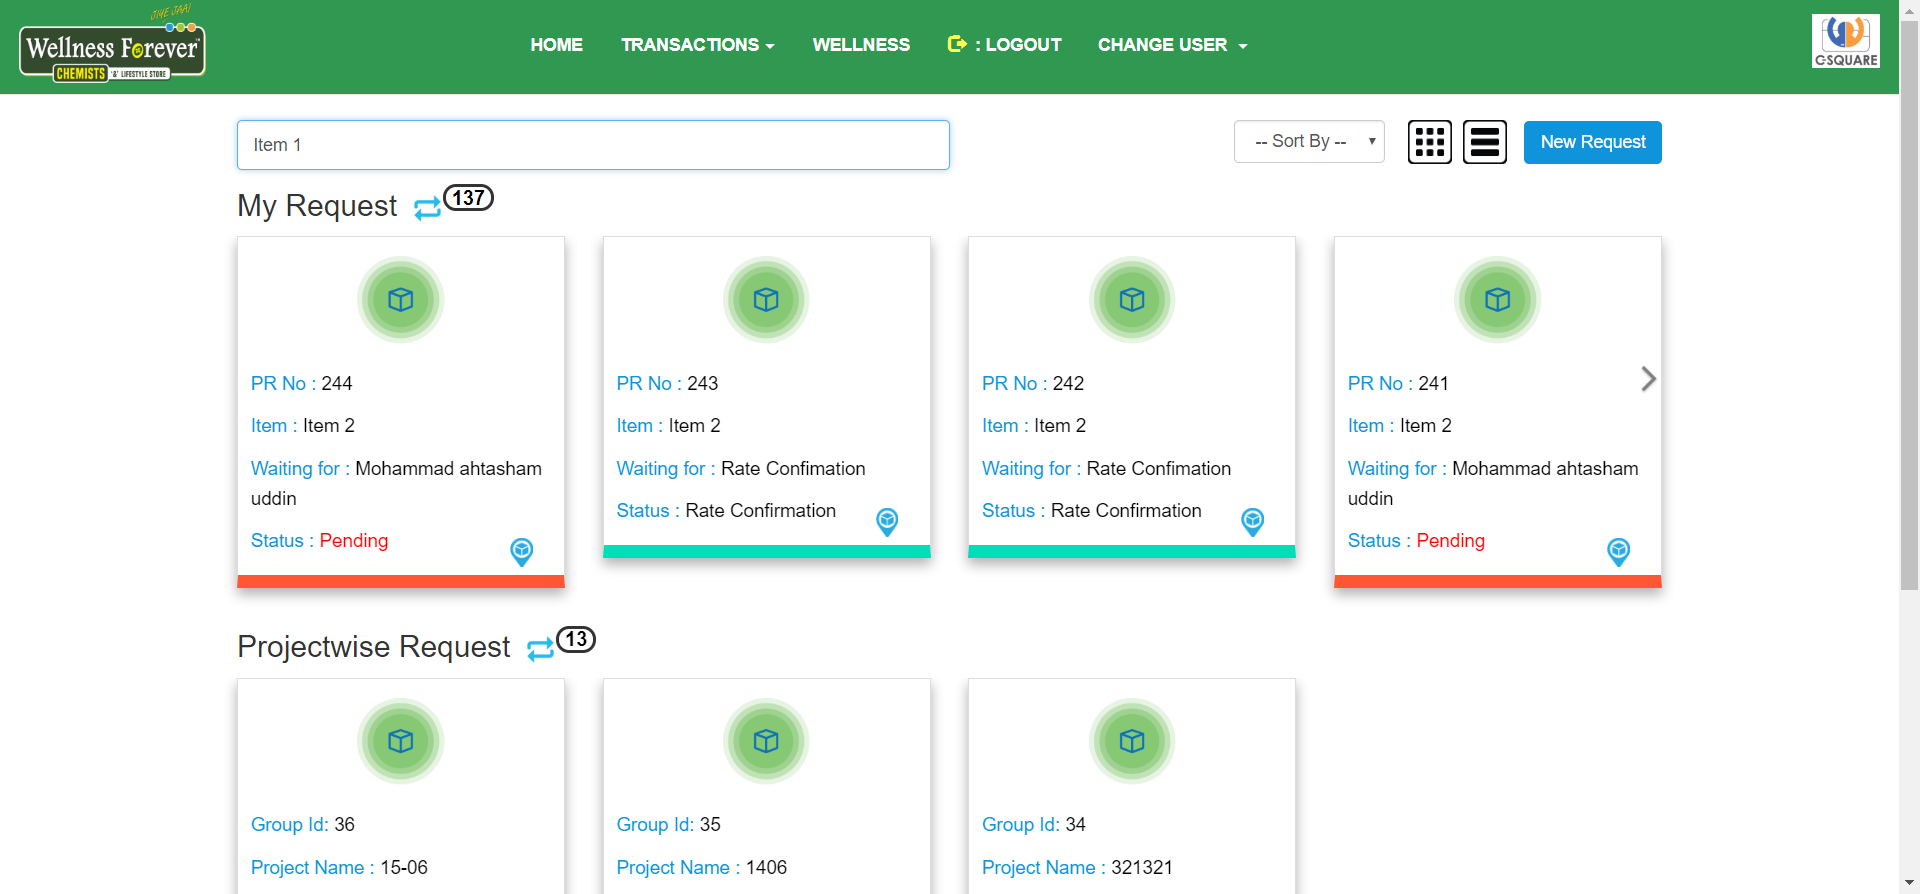 JIYE JAA!
Wellness Forever
CHEMISTS '&' LIFESTYLE STORE
HOME TRANSACTIONS WELLNESS : LOGOUT CHANGE USER
C-SQUARE
Item 1
-- Sort By --
New Request
My Request 137
PR No : 244
Item : Item 2
Waiting for : Mohammad ahtasham
uddin
Status : Pending
PR No : 243
Item : Item 2
Waiting for : Rate Confimation
Status : Rate Confirmation
PR No : 242
Item : Item 2
Waiting for : Rate Confimation
Status : Rate Confirmation
PR No : 241
Item : Item 2
Waiting for : Mohammad ahtasham
uddin
Status : Pending
Projectwise Request 13
Group Id: 36
Project Name : 15-06
Group Id: 35
Project Name : 1406
Group Id: 34
Project Name : 321321